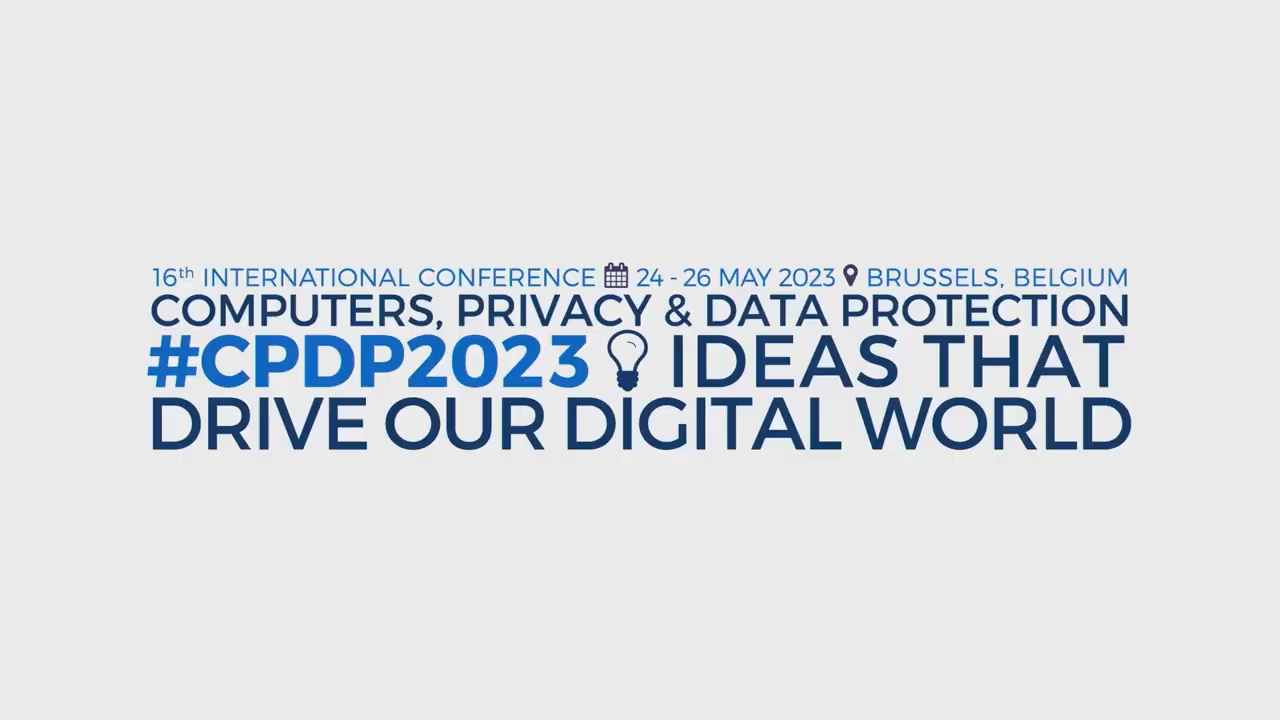 16th INTERNATIONAL CONFERENCE 24 - 26 MAY 2023 BRUSSELS, BELGIUM
COMPUTERS, PRIVACY & DATA PROTECTION
#CPDP2023 IDEAS THAT
DRIVE OUR DIGITAL WORLD